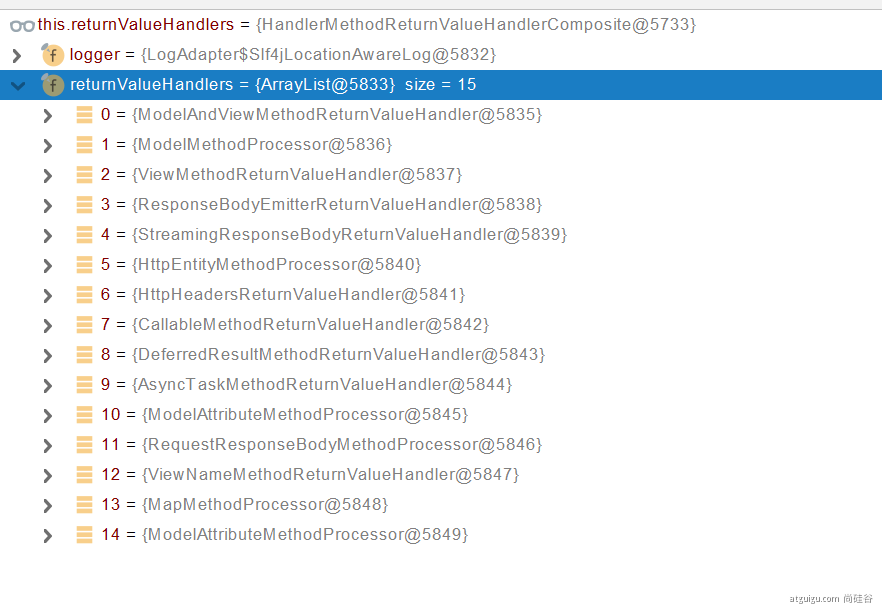 this.returnValueHandlers = {HandlerMethodReturnValueHandlerComposite@5733}
f logger = {LogAdapter$Slf4jLocationAwareLog@5832}
f returnValueHandlers = {ArrayList@5833} size = 15
0 = {ModelAndViewMethodReturnValueHandler@5835}
1 = {ModelMethodProcessor@5836}
2 = {ViewMethodReturnValueHandler@5837}
3 = {ResponseBodyEmitterReturnValueHandler@5838}
4 = {StreamingResponseBodyReturnValueHandler@5839}
5 = {HttpEntityMethodProcessor@5840}
6 = {HttpHeadersReturnValueHandler@5841}
7 = {CallableMethodReturnValueHandler@5842}
8 = {DeferredResultMethodReturnValueHandler@5843}
9 = {AsyncTaskMethodReturnValueHandler@5844}
10 = {ModelAttributeMethodProcessor@5845}
11 = {RequestResponseBodyMethodProcessor@5846}
12 = {ViewNameMethodReturnValueHandler@5847}
13 = {MapMethodProcessor@5848}
14 = {ModelAttributeMethodProcessor@5849}
atguigu.com 尚硅谷